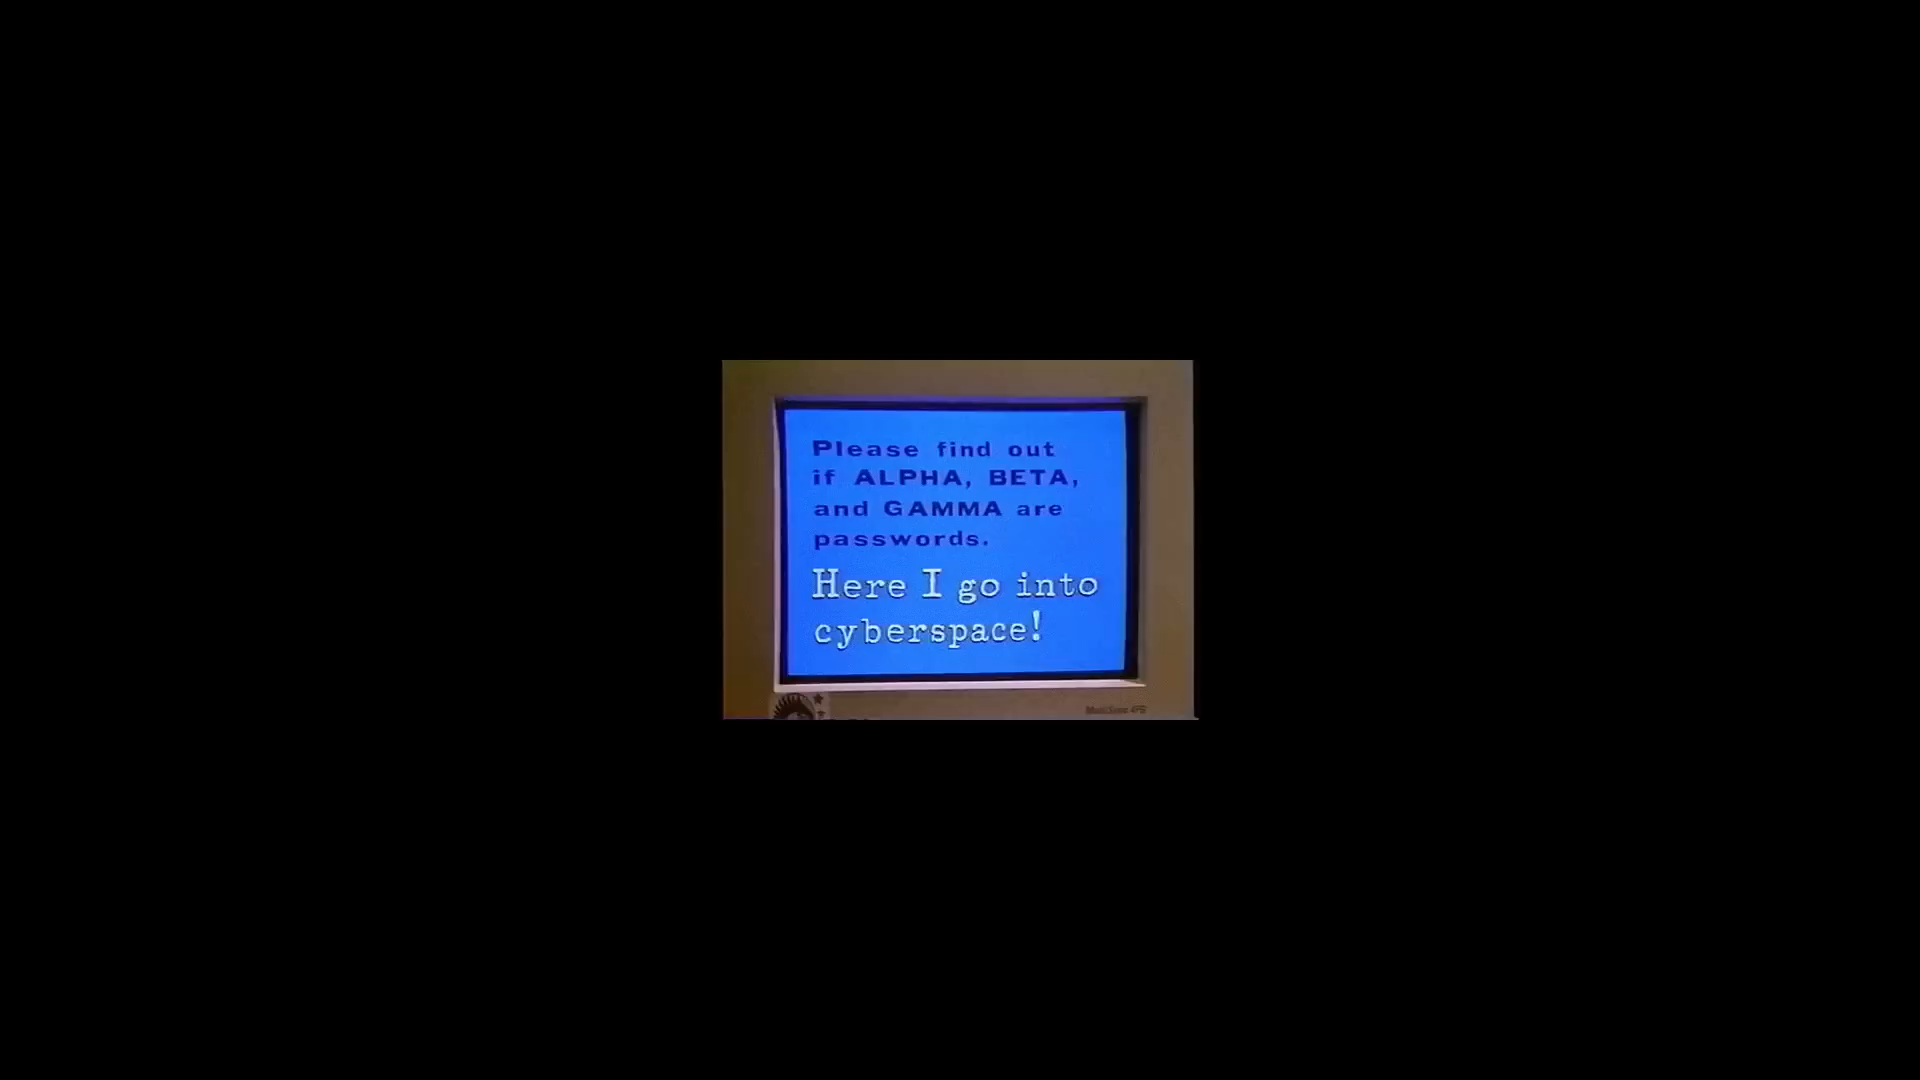 Please find out
if ALPHA, BETA,
and GAMMA are
passwords.
Here I go into
cyberspace!